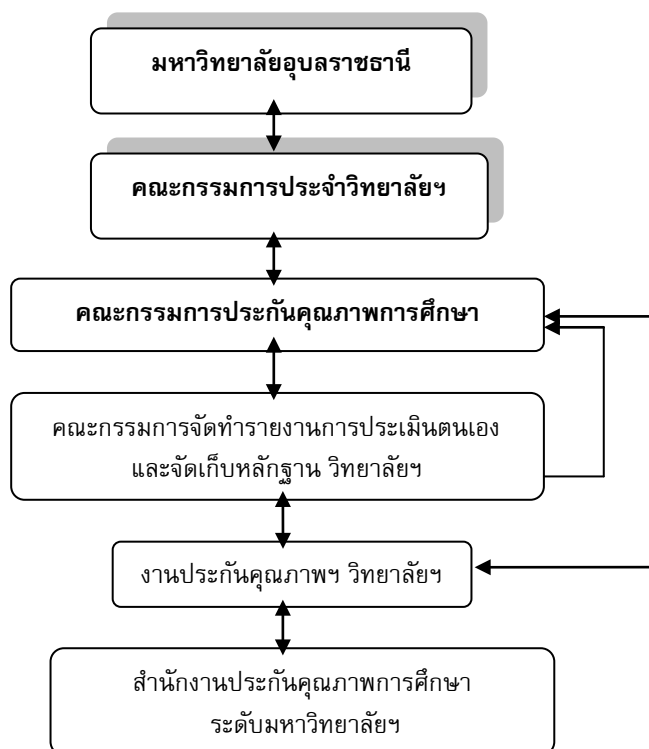 มหาวิทยาลัยอุบลราชธานี
คณะกรรมการประจำวิทยาลัยฯ
คณะกรรมการประกันคุณภาพการศึกษา
คณะกรรมการจัดทำรายงานการประเมินตนเอง
และจัดเก็บหลักฐาน วิทยาลัยฯ
งานประกันคุณภาพฯ วิทยาลัยฯ
สำนักงานประกันคุณภาพการศึกษา
ระดับมหาวิทยาลัยฯ